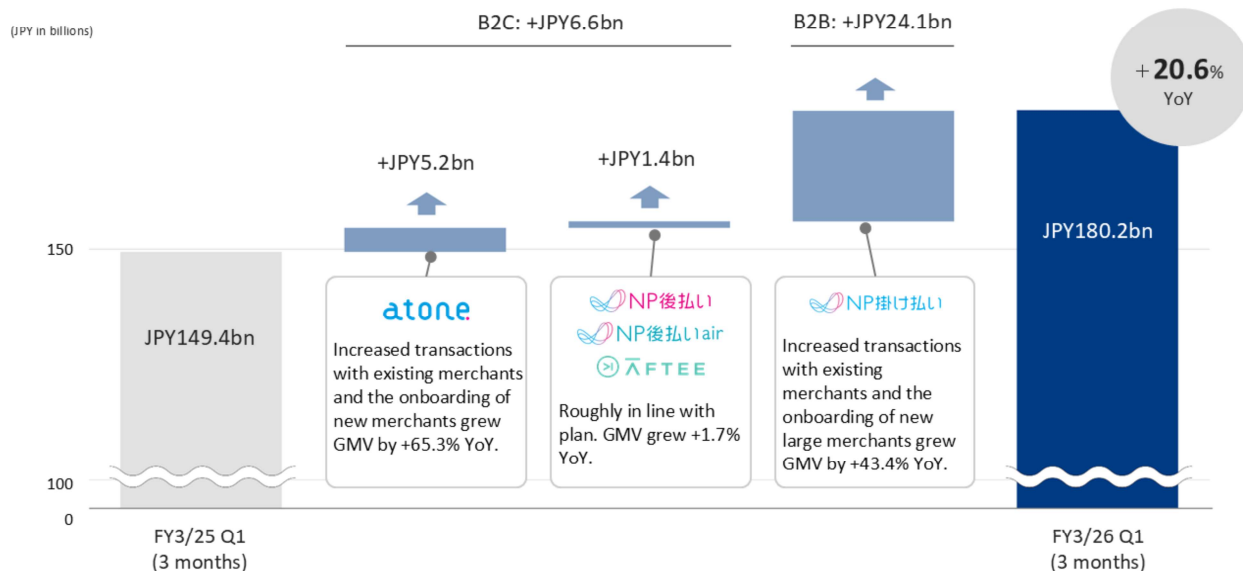 (JPY in billions)
B2C: +JPY6.6bn
B2B: +JPY24.1bn
+20.6%
YoY
+JPY5.2bn
+JPY1.4bn
150
100
0
JPY149.4bn
atone
Increased transactions
with existing merchants
and the onboarding of
new merchants grew
GMV by +65.3% YoY.
NP後払い
NP後払いair
AFTEE
Roughly in line with
plan. GMV grew +1.7%
YoY.
NP掛け払い
Increased transactions
with existing
merchants and the
onboarding of new
large merchants grew
GMV by +43.4% YoY.
JPY180.2bn
FY3/25 Q1
(3 months)
FY3/26 Q1
(3 months)